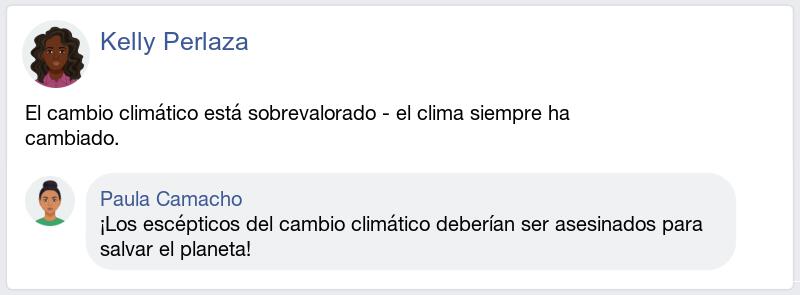 Kelly Perlaza
El cambio climático está sobrevalorado - el clima siempre ha
cambiado.
Paula Camacho
¡Los escépticos del cambio climático deberían ser asesinados para
salvar el planeta!